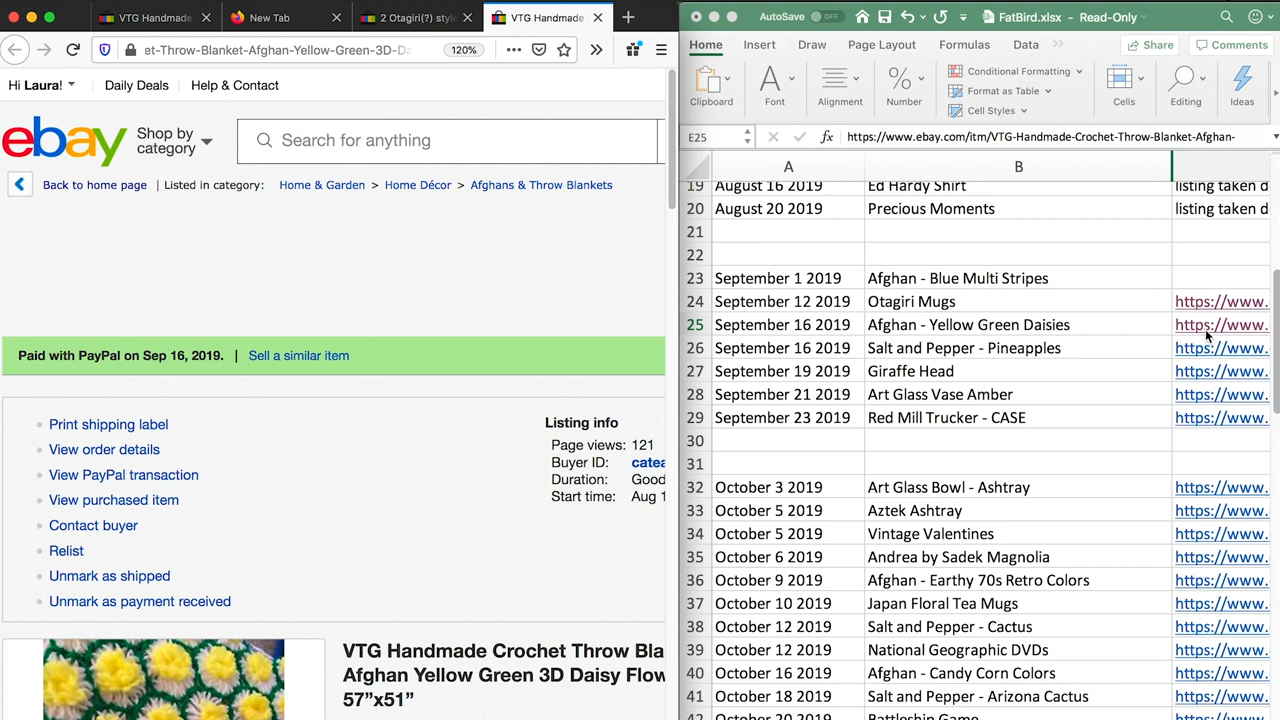 VTG Handmade
New Tab
2 Otagiri(?) style
VTG Handmade
et-Throw-Blanket-Afghan-Yellow-Green-3D-Da
120%
Hi Laura!
Daily Deals
Help & Contact
ebay
Shop by
category
Search for anything
Back to home page
Listed in category:
Home & Garden > Home Décor > Afghans & Throw Blankets
Paid with PayPal on Sep 16, 2019. | Sell a similar item
Print shipping label
View order details
View PayPal transaction
View purchased item
Contact buyer
Relist
Unmark as shipped
Unmark as payment received
Listing info
Page views: 121
Buyer ID: catea
Duration: Good
Start time: Aug 1
VTG Handmade Crochet Throw Bla
Afghan Yellow Green 3D Daisy Flow
57”x51”
AutoSave OFF
FatBird.xlsx - Read-Only
Home Insert Draw Page Layout Formulas Data
Share
Comments
Clipboard
Font
Alignment
Number
Conditional Formatting
Format as Table
Cell Styles
Cells
Editing
Ideas
E25
fx
https://www.ebay.com/itm/VTG-Handmade-Crochet-Throw-Blanket-Afghan-
A B
19 August 16 2019 Ed Hardy Shirt listing taken d
20 August 20 2019 Precious Moments listing taken d
21
22
23 September 1 2019 Afghan - Blue Multi Stripes
24 September 12 2019 Otagiri Mugs https://www.
25 September 16 2019 Afghan - Yellow Green Daisies https://www.
26 September 16 2019 Salt and Pepper - Pineapples https://www.
27 September 19 2019 Giraffe Head https://www.
28 September 21 2019 Art Glass Vase Amber https://www.
29 September 23 2019 Red Mill Trucker - CASE https://www.
30
31
32 October 3 2019 Art Glass Bowl - Ashtray https://www.
33 October 5 2019 Aztek Ashtray https://www.
34 October 5 2019 Vintage Valentines https://www.
35 October 6 2019 Andrea by Sadek Magnolia https://www.
36 October 9 2019 Afghan - Earthy 70s Retro Colors https://www.
37 October 10 2019 Japan Floral Tea Mugs https://www.
38 October 12 2019 Salt and Pepper - Cactus https://www.
39 October 12 2019 National Geographic DVDs https://www.
40 October 16 2019 Afghan - Candy Corn Colors https://www.
41 October 18 2019 Salt and Pepper - Arizona Cactus https://www.
42 October 20 2019 Battleship Game https://www.